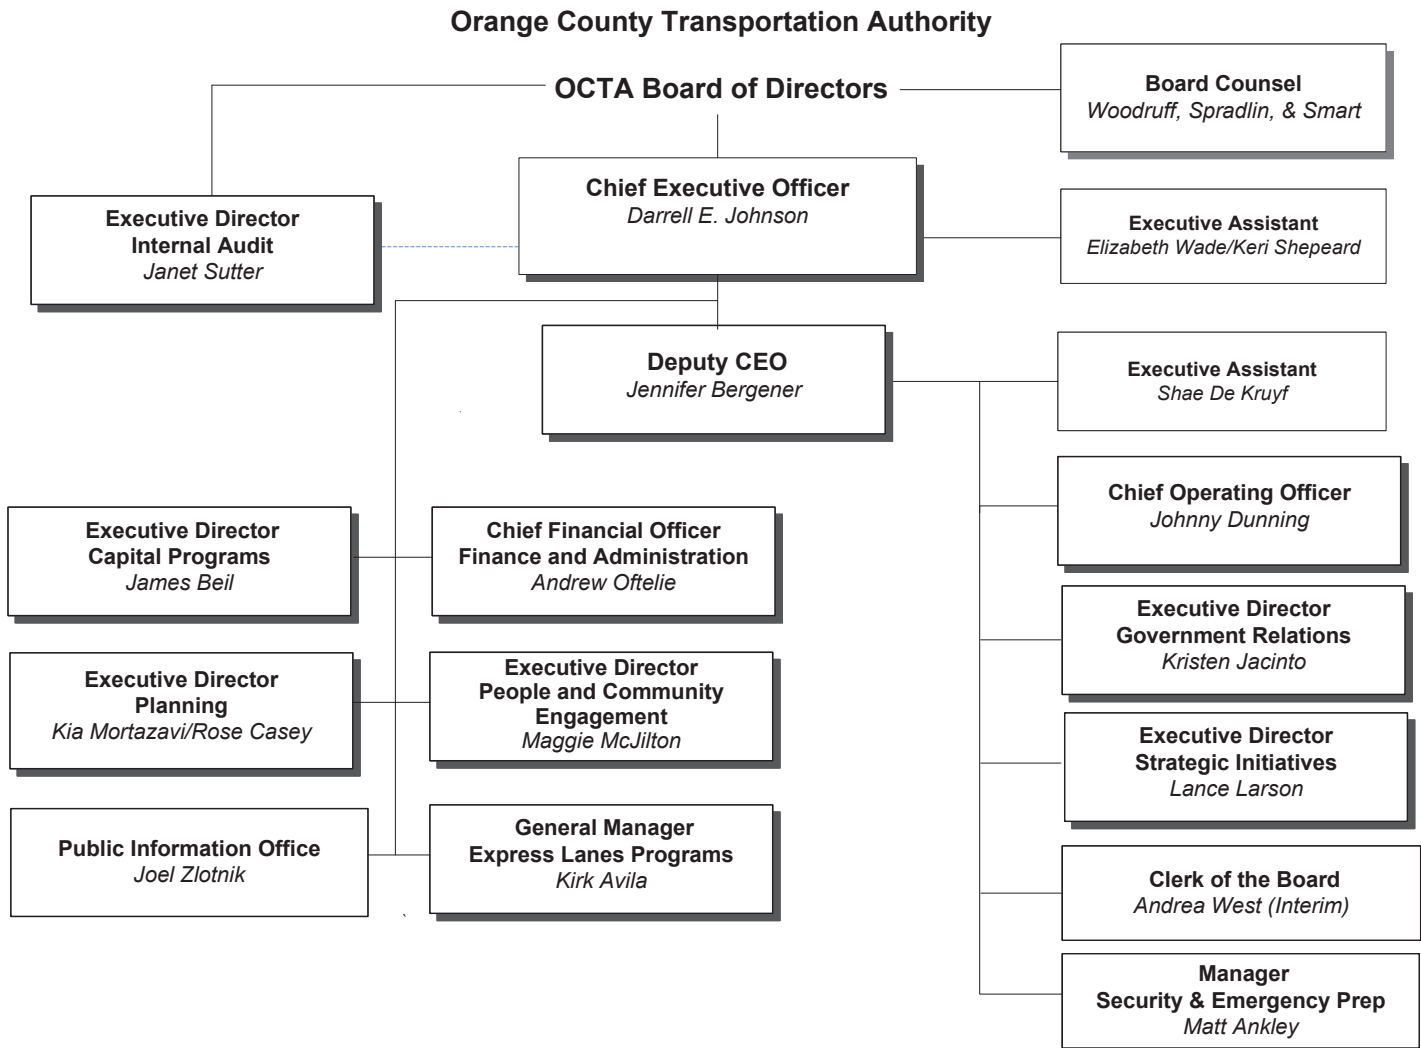 Orange County Transportation Authority
OCTA Board of Directors
Board Counsel
Woodruff, Spradlin, & Smart
Chief Executive Officer
Darrell E. Johnson
Executive Director
Internal Audit
Janet Sutter
Executive Assistant
Elizabeth Wade/Keri Shepeard
Deputy CEO
Jennifer Bergener
Executive Assistant
Shae De Kruyf
Chief Operating Officer
Johnny Dunning
Executive Director
Capital Programs
James Beil
Chief Financial Officer
Finance and Administration
Andrew Oftelie
Executive Director
Government Relations
Kristen Jacinto
Executive Director
Planning
Kia Mortazavi/Rose Casey
Executive Director
People and Community
Engagement
Maggie McJilton
Executive Director
Strategic Initiatives
Lance Larson
Public Information Office
Joel Zlotnik
General Manager
Express Lanes Programs
Kirk Avila
Clerk of the Board
Andrea West (Interim)
Manager
Security & Emergency Prep
Matt Ankley